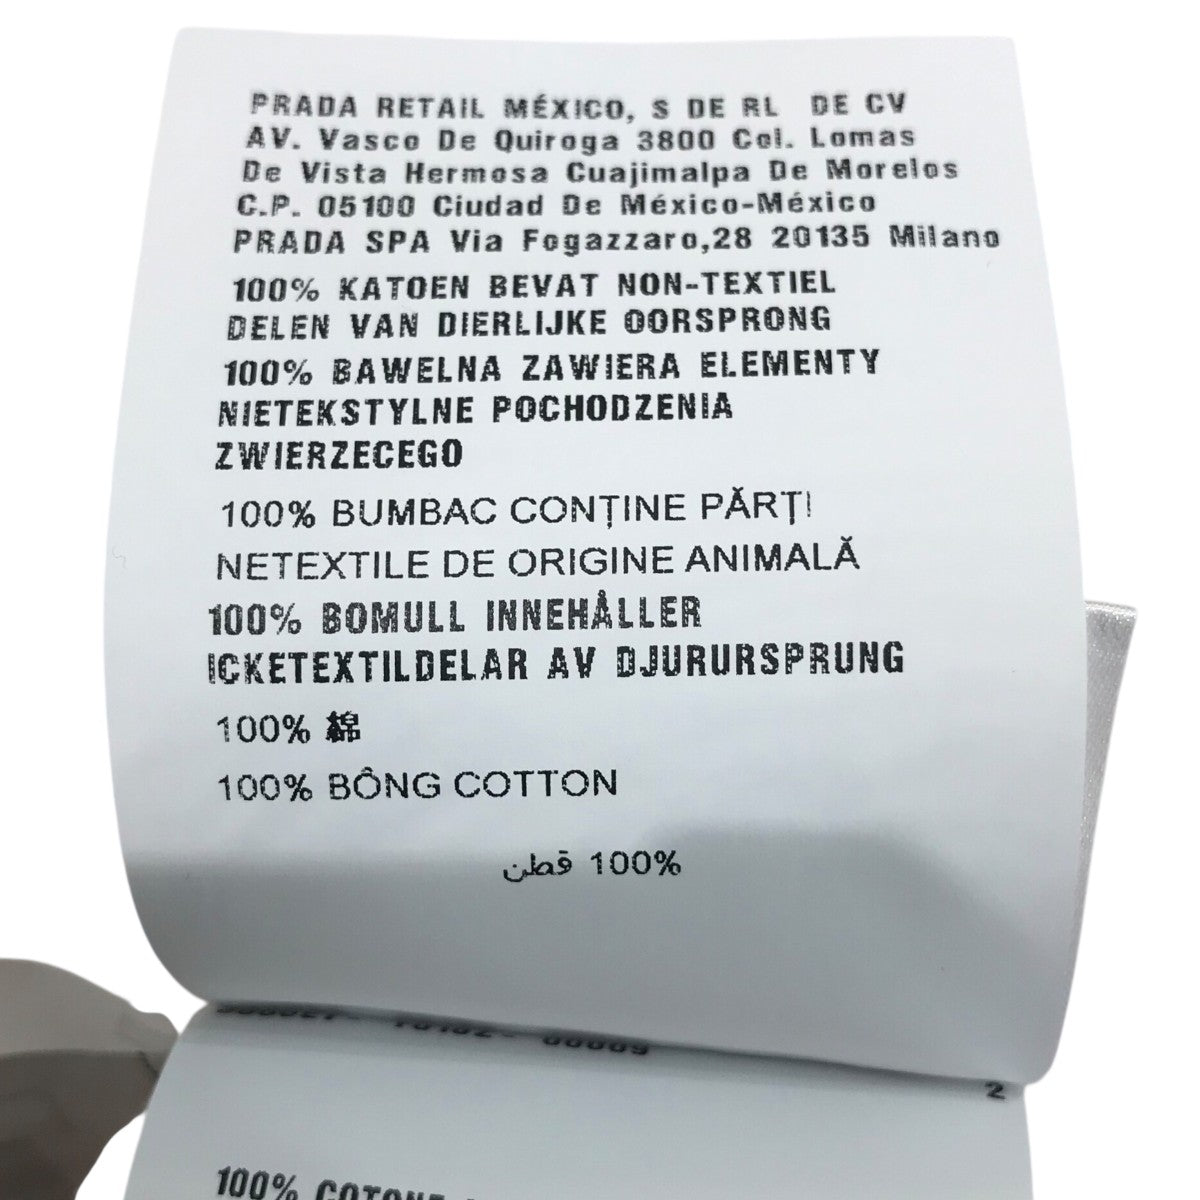 PRADA RETAIL MÉXICO, S DE RL DE CV
AV. Vasco De Quiroga 3800 Col. Lomas
De Vista Hermosa Cuajimalpa De Morelos
C.P. 05100 Ciudad De México-México
PRADA SPA Via Fogazzaro,28 20135 Milano
100% KATOEN BEVAT NON-TEXTIEL
DELEN VAN DIERLIJKE OORSPRONG
100% BAWELNA ZAWIERA ELEMENTY
NIETEKSTYLNE POCHODZENIA
ZWIERZECEGO
100% BUMBAC CONȚINE PĂRȚI
NETEXTILE DE ORIGINE ANIMALĂ
100% BOMULL INNEHÅLLER
ICKETEXTILDELAR AV DJURURSPRUNG
100% 綿
100% BÔNG COTTON
100% قطن
2
100% COTONE